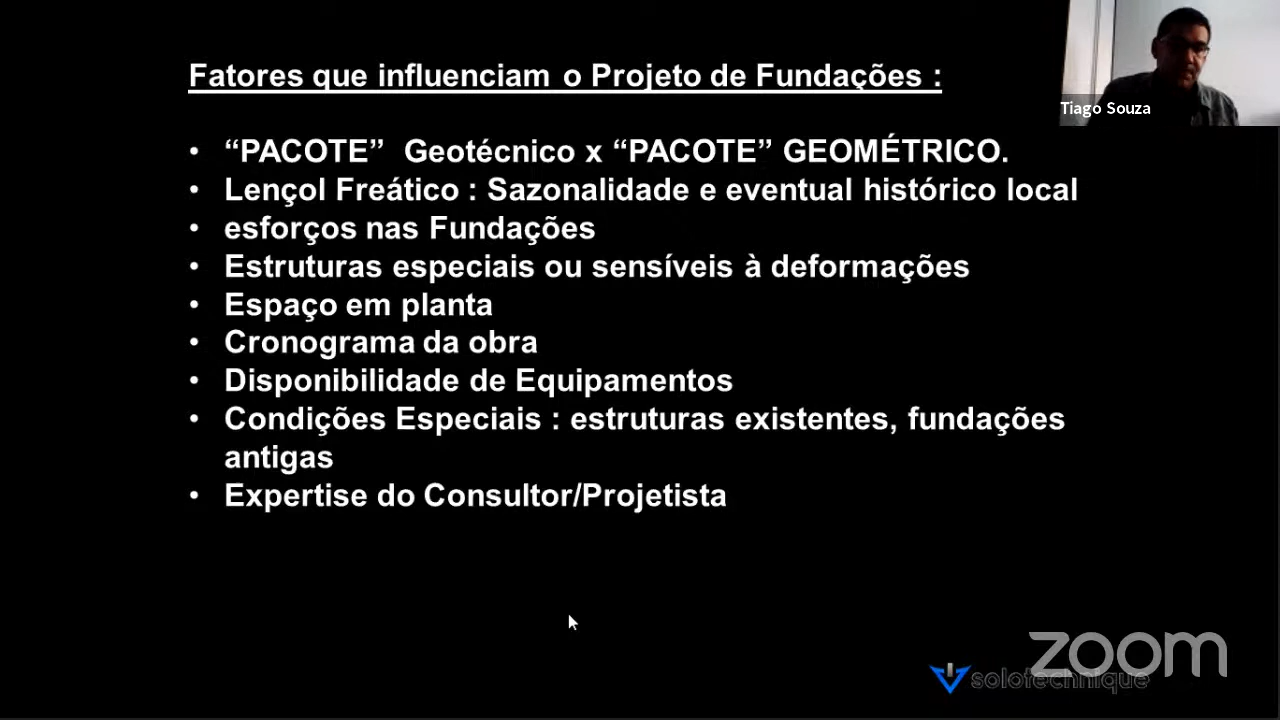 Fatores que influenciam o Projeto de Fundações :
Tiago Souza
• “PACOTE” Geotécnico x “PACOTE” GEOMÉTRICO.
• Lençol Freático : Sazonalidade e eventual histórico local
• esforços nas Fundações
• Estruturas especiais ou sensíveis à deformações
• Espaço em planta
• Cronograma da obra
• Disponibilidade de Equipamentos
• Condições Especiais : estruturas existentes, fundações
antigas
• Expertise do Consultor/Projetista
zoom
solotechnique